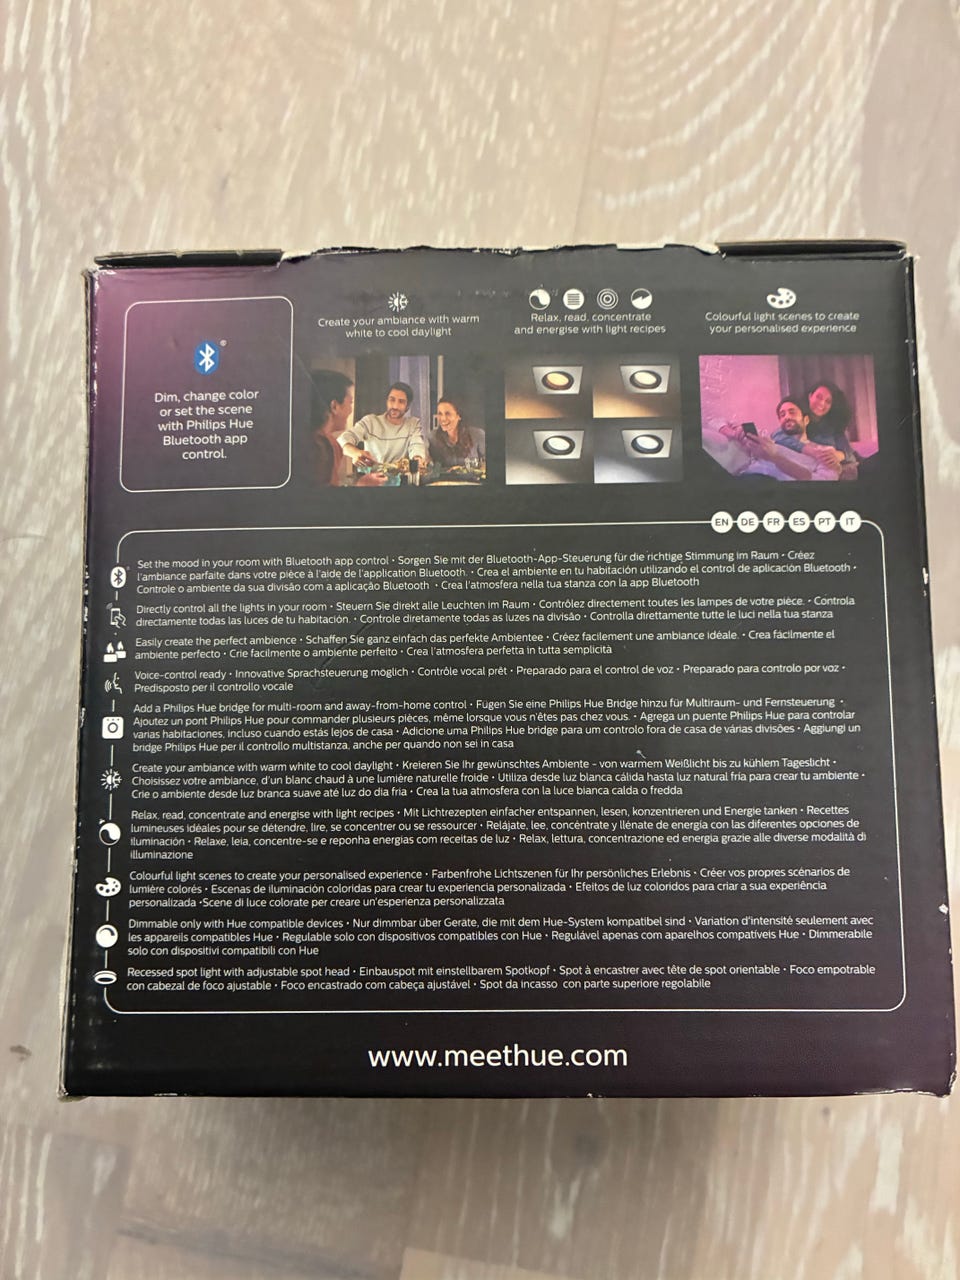 Create your ambiance with warm
white to cool daylight
Relax, read, concentrate
and energise with light recipes
Colourful light scenes to create
your personalised experience
®
Dim, change color
or set the scene
with Philips Hue
Bluetooth app
control.
EN DE FR ES PT IT
Set the mood in your room with Bluetooth app control • Sorgen Sie mit der Bluetooth-App-Steuerung für die richtige Stimmung im Raum • Créez
l'ambiance parfaite dans votre pièce à l'aide de l'application Bluetooth. • Crea el ambiente en tu habitación utilizando el control de aplicación Bluetooth •
Controle o ambiente da sua divisão com a aplicação Bluetooth • Crea l'atmosfera nella tua stanza con la app Bluetooth
Directly control all the lights in your room • Steuern Sie direkt alle Leuchten im Raum • Contrôlez directement toutes les lampes de votre pièce. • Controla
directamente todas las luces de tu habitación. • Controle diretamente todas as luzes na divisão • Controlla direttamente tutte le luci nella tua stanza
Easily create the perfect ambience • Schaffen Sie ganz einfach das perfekte Ambientee • Créez facilement une ambiance idéale. • Crea fácilmente el
ambiente perfecto • Crie facilmente o ambiente perfeito • Crea l'atmosfera perfetta in tutta semplicità
Voice-control ready • Innovative Sprachsteuerung möglich • Contrôle vocal prêt • Preparado para el control de voz • Preparado para controlo por voz •
Predisposto per il controllo vocale
Add a Philips Hue bridge for multi-room and away-from-home control • Fügen Sie eine Philips Hue Bridge hinzu für Multiraum- und Fernsteuerung •
Ajoutez un pont Philips Hue pour commander plusieurs pièces, même lorsque vous n'êtes pas chez vous. • Agrega un puente Philips Hue para controlar
varias habitaciones, incluso cuando estás lejos de casa • Adicione uma Philips Hue bridge para um controlo fora de casa de várias divisões • Aggiungi un
bridge Philips Hue per il controllo multistanza, anche per quando non sei in casa
Create your ambiance with warm white to cool daylight • Kreieren Sie Ihr gewünschtes Ambiente - von warmem Weißlicht bis zu kühlem Tageslicht •
Choisissez votre ambiance, d'un blanc chaud à une lumière naturelle froide • Utiliza desde luz blanca cálida hasta luz natural fría para crear tu ambiente •
Crie o ambiente desde luz branca suave até luz do dia fria • Crea la tua atmosfera con la luce bianca calda o fredda
Relax, read, concentrate and energise with light recipes • Mit Lichtrezepten einfacher entspannen, lesen, konzentrieren und Energie tanken • Recettes
lumineuses idéales pour se détendre, lire, se concentrer ou se ressourcer • Relájate, lee, concéntrate y llénate de energía con las diferentes opciones de
iluminación • Relaxe, leia, concentre-se e reponha energias com receitas de luz • Relax, lettura, concentrazione ed energia grazie alle diverse modalità di
illuminazione
Colourful light scenes to create your personalised experience • Farbenfrohe Lichtszenen für Ihr persönliches Erlebnis • Créer vos propres scénarios de
lumière colorés • Escenas de iluminación coloridas para crear tu experiencia personalizada • Efeitos de luz coloridos para criar a sua experiência
personalizada •Scene di luce colorate per creare un'esperienza personalizzata
Dimmable only with Hue compatible devices • Nur dimmbar über Geräte, die mit dem Hue-System kompatibel sind • Variation d'intensité seulement avec
les appareils compatibles Hue • Regulable solo con dispositivos compatibles con Hue • Regulável apenas com aparelhos compatíveis Hue • Dimmerabile
solo con dispositivi compatibili con Hue
Recessed spot light with adjustable spot head • Einbauspot mit einstellbarem Spotkopf • Spot à encastrer avec tête de spot orientable • Foco empotrable
con cabezal de foco ajustable • Foco encastrado com cabeça ajustável • Spot da incasso con parte superiore regolabile
www.meethue.com